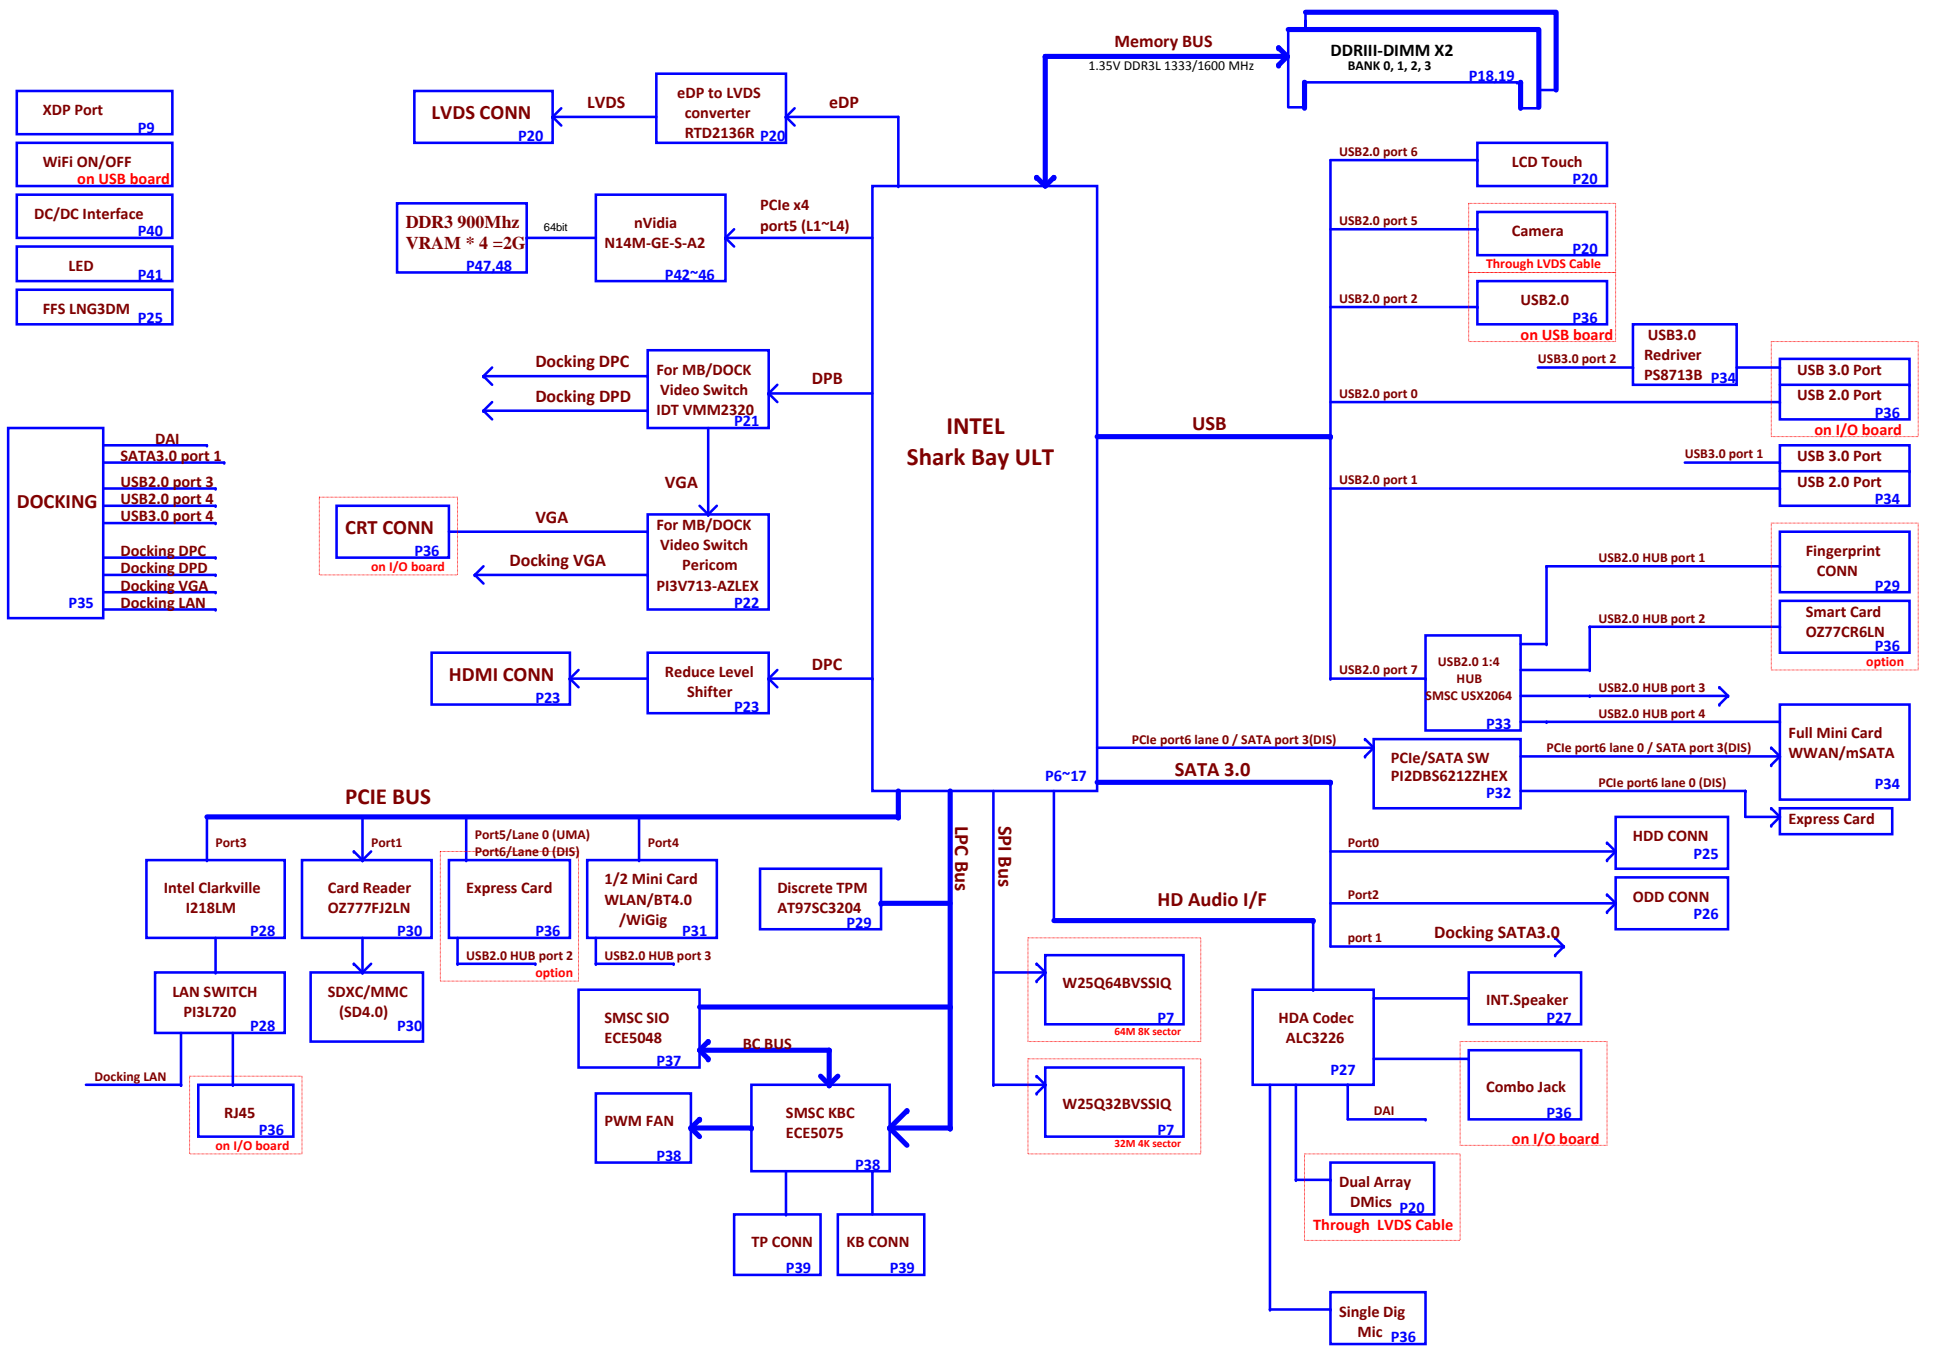 Memory BUS
1.35V DDR3L 1333/1600 MHz
DDRIII-DIMM X2
BANK 0, 1, 2, 3
P18,19
XDP Port
P9
WiFi ON/OFF
on USB board
DC/DC Interface
P40
LED
P41
FFS LNG3DM
P25
LVDS CONN
P20
LVDS
eDP to LVDS
converter
RTD2136R
P20
eDP
DDR3 900Mhz
VRAM * 4 =2G
P47,48
64bit
nVidia
N14M-GE-S-A2
P42~46
PCIe x4
port5 (L1~L4)
Docking DPC
Docking DPD
For MB/DOCK
Video Switch
IDT VMM2320
P21
DPB
VGA
CRT CONN
P36
on I/O board
VGA
Docking VGA
For MB/DOCK
Video Switch
Pericom
PI3V713-AZLEX
P22
HDMI CONN
P23
Reduce Level
Shifter
P23
DPC
DOCKING
P35
DAI
SATA3.0 port 1
USB2.0 port 3
USB2.0 port 4
USB3.0 port 4
Docking DPC
Docking DPD
Docking VGA
Docking LAN
INTEL
Shark Bay ULT
P6~17
USB
USB2.0 port 6
LCD Touch
P20
USB2.0 port 5
Camera
P20
Through LVDS Cable
USB2.0 port 2
USB2.0
P36
on USB board
USB3.0 port 2
USB3.0
Redriver
PS8713B
P34
USB 3.0 Port
USB2.0 port 0
USB 2.0 Port
P36
on I/O board
USB3.0 port 1
USB 3.0 Port
USB2.0 port 1
USB 2.0 Port
P34
USB2.0 HUB port 1
Fingerprint
CONN
P29
USB2.0 HUB port 2
Smart Card
OZ77CR6LN
P36
option
USB2.0 port 7
USB2.0 1:4
HUB
SMSC USX2064
P33
USB2.0 HUB port 3
USB2.0 HUB port 4
Full Mini Card
WWAN/mSATA
P34
PCIe port6 lane 0 / SATA port 3(DIS)
PCIe/SATA SW
PI2DBS6212ZHEX
P32
PCIe port6 lane 0 / SATA port 3(DIS)
PCIe port6 lane 0 (DIS)
Express Card
SATA 3.0
Port0
HDD CONN
P25
Port2
ODD CONN
P26
port 1
Docking SATA3.0
PCIE BUS
Port3
Port1
Port5/Lane 0 (UMA)
Port6/Lane 0 (DIS)
Port4
Intel Clarkville
I218LM
P28
Card Reader
OZ777FJ2LN
P30
Express Card
P36
USB2.0 HUB port 2
option
1/2 Mini Card
WLAN/BT4.0
/WiGig
P31
USB2.0 HUB port 3
LAN SWITCH
PI3L720
P28
SDXC/MMC
(SD4.0)
P30
Docking LAN
RJ45
P36
on I/O board
LPC Bus
SPI Bus
Discrete TPM
AT97SC3204
P29
SMSC SIO
ECE5048
P37
BC BUS
PWM FAN
P38
SMSC KBC
ECE5075
P38
TP CONN
P39
KB CONN
P39
W25Q64BVSSIQ
P7
64M 8K sector
W25Q32BVSSIQ
P7
32M 4K sector
HD Audio I/F
HDA Codec
ALC3226
P27
INT.Speaker
P27
Combo Jack
P36
on I/O board
DAI
Dual Array
DMics
P20
Through LVDS Cable
Single Dig
Mic
P36